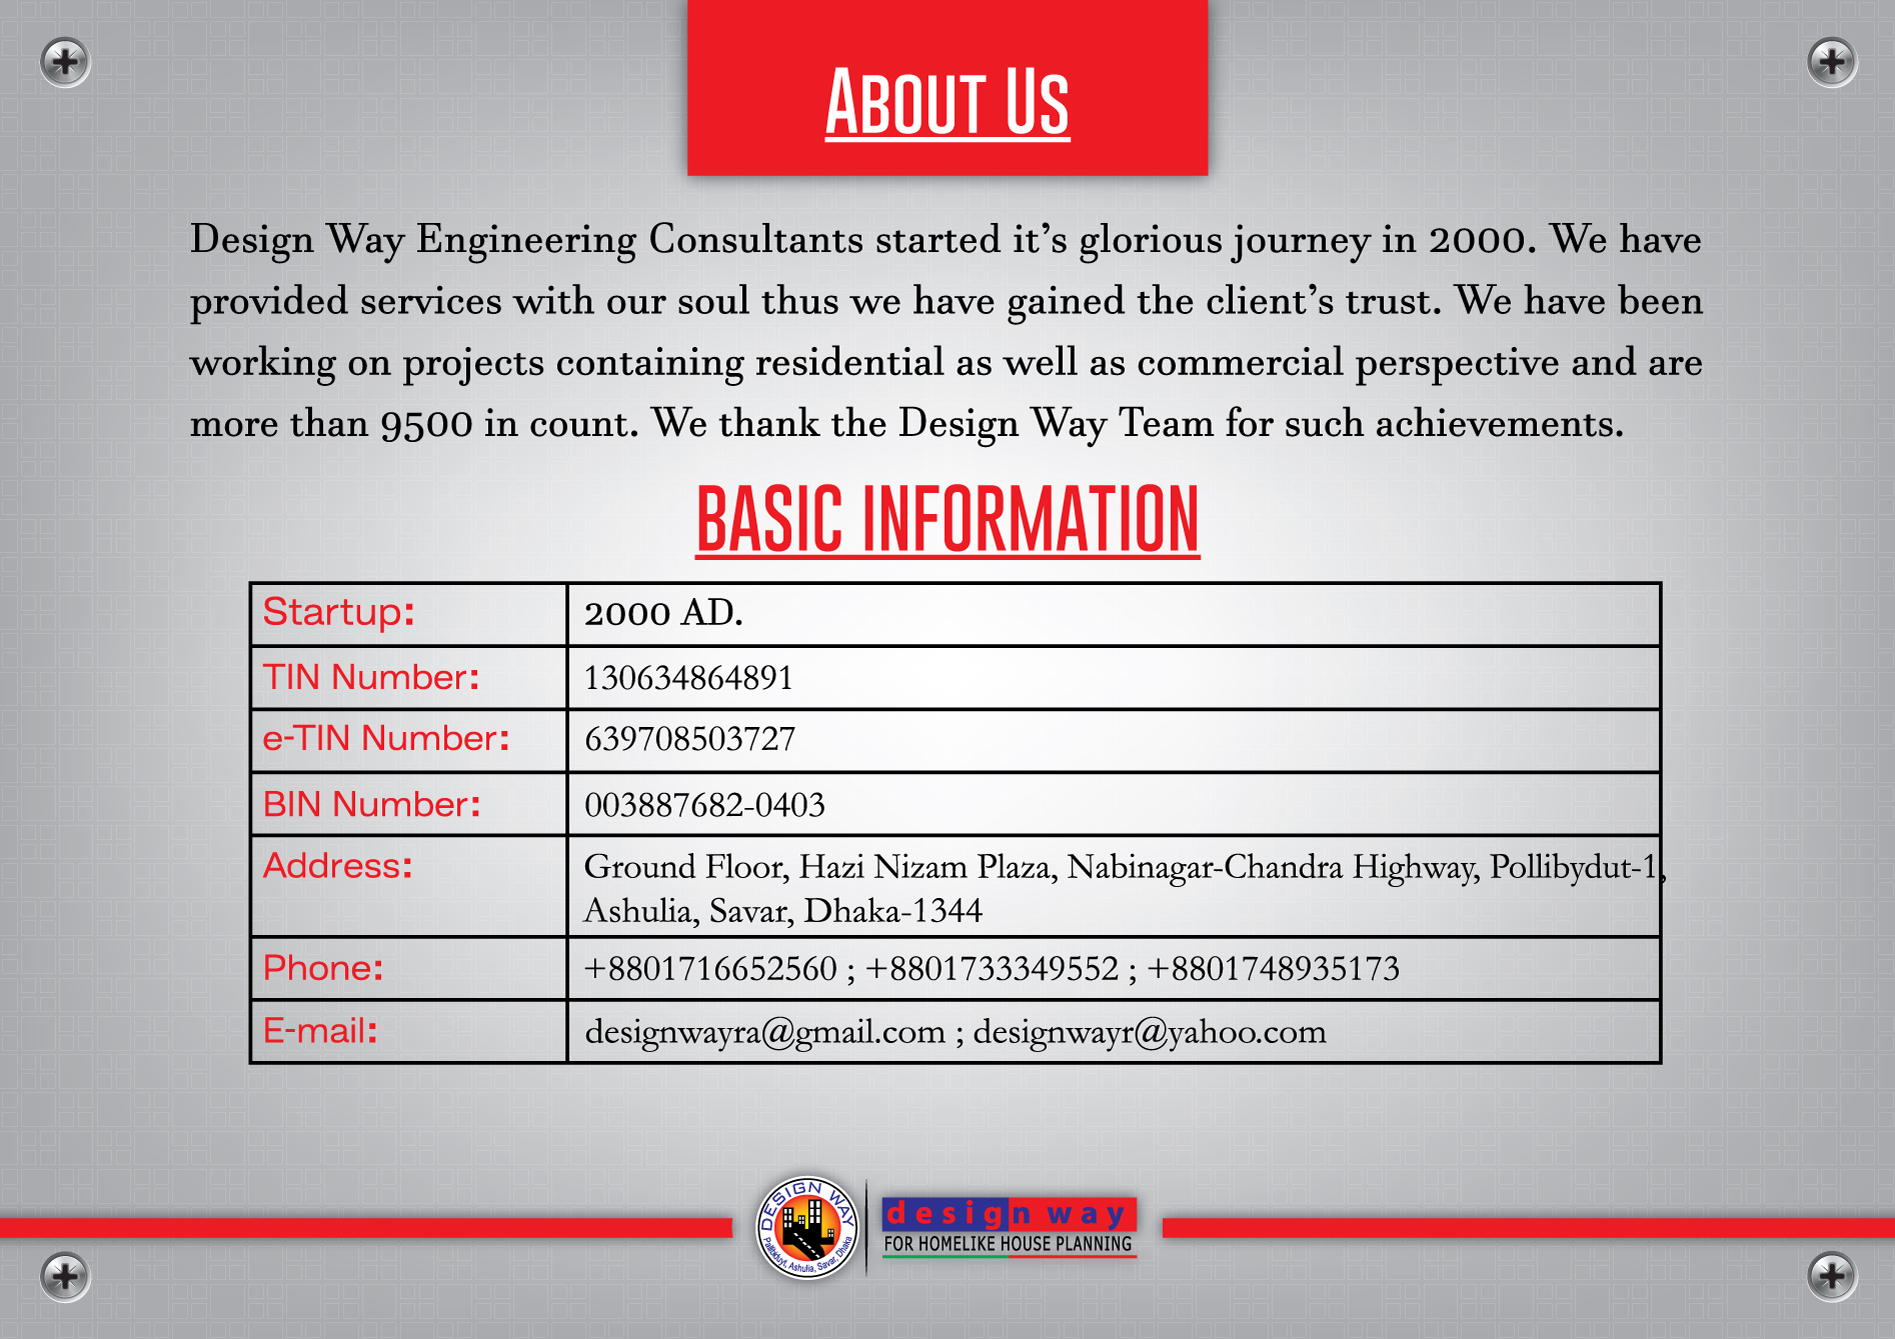 About Us
Design Way Engineering Consultants started it’s glorious journey in 2000. We have
provided services with our soul thus we have gained the client’s trust. We have been
working on projects containing residential as well as commercial perspective and are
more than 9500 in count. We thank the Design Way Team for such achievements.
BASIC INFORMATION
Startup: 2000 AD.
TIN Number: 130634864891
e-TIN Number: 639708503727
BIN Number: 003887682-0403
Address: Ground Floor, Hazi Nizam Plaza, Nabinagar-Chandra Highway, Pollibydut-1,
Ashulia, Savar, Dhaka-1344
Phone: +8801716652560 ; +8801733349552 ; +8801748935173
E-mail: designwayra@gmail.com ; designwayr@yahoo.com
DESIGN WAY
Ashulia, Savar, Dhaka
design way
FOR HOMELIKE HOUSE PLANNING